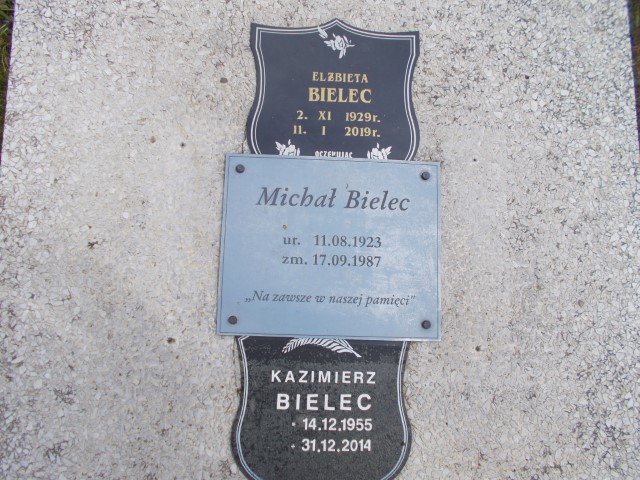 ELŻBIETA
BIELEC
2. XI 1929r.
11. I 2019r.
OCZEKUJĄC
Michał Bielec
ur. 11.08.1923
zm. 17.09.1987
„Na zawsze w naszej pamięci"
KAZIMIERZ
BIELEC
• 14.12.1955
• 31.12.2014